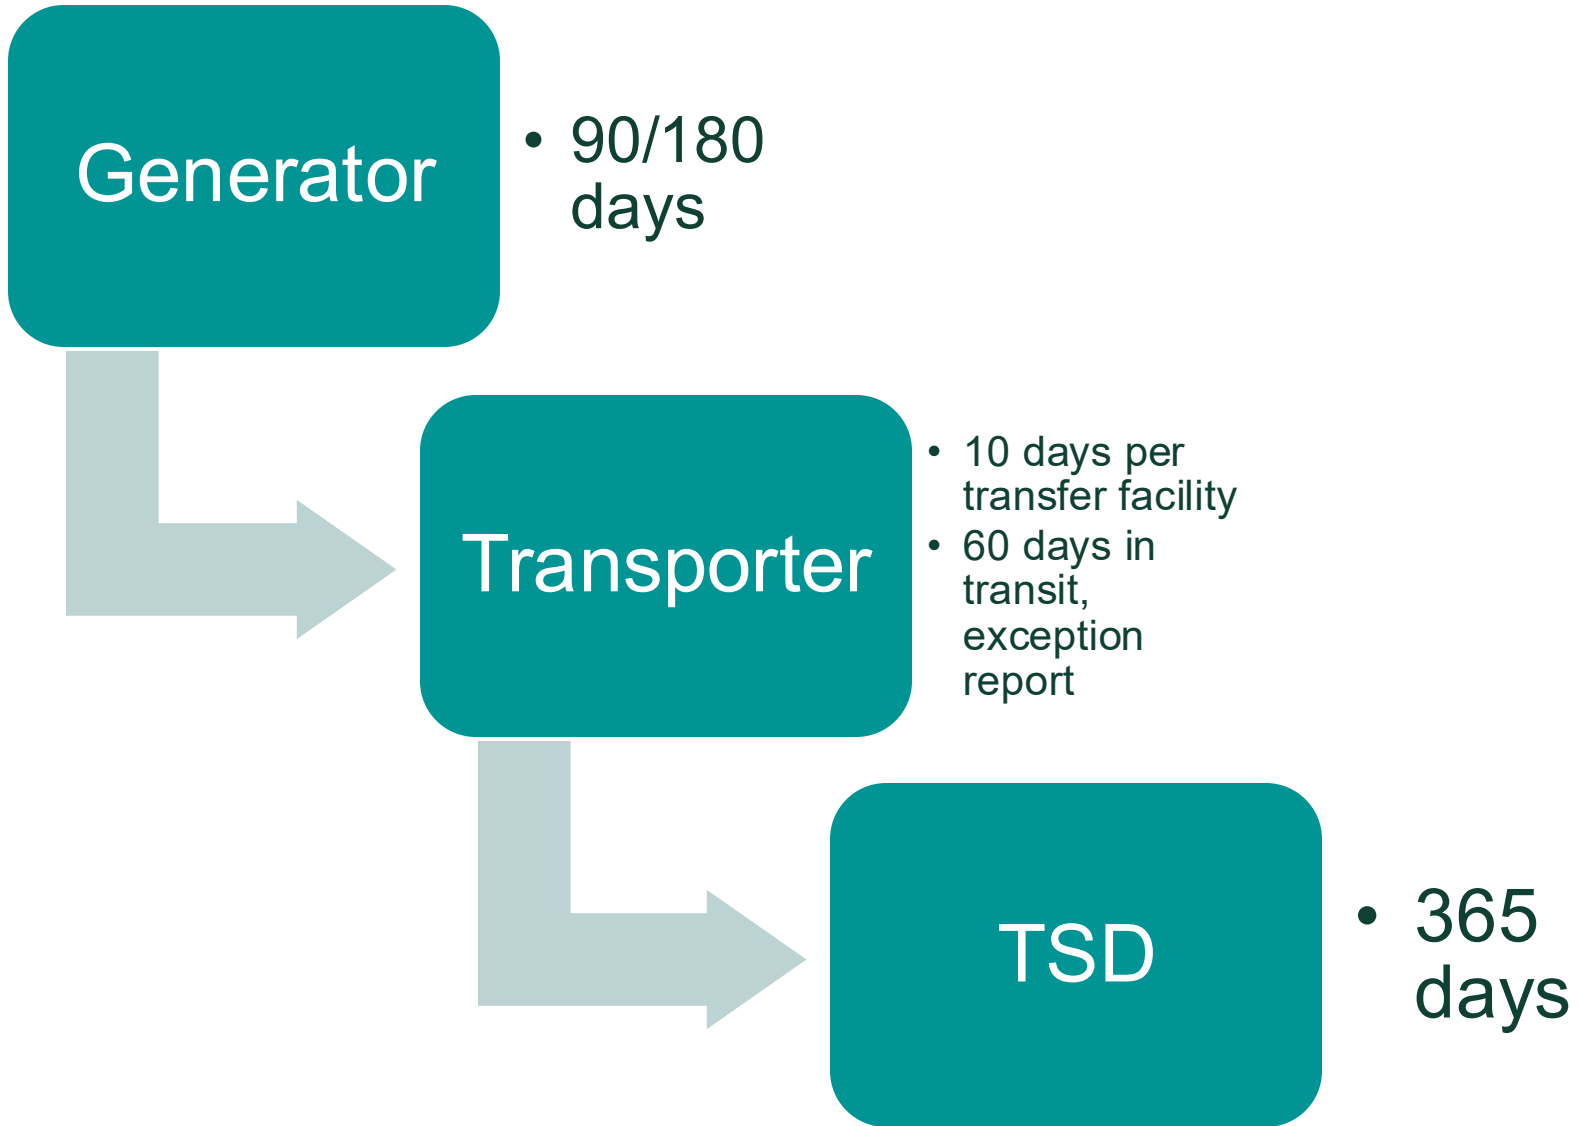 Generator
• 90/180
days
Transporter
• 10 days per
transfer facility
• 60 days in
transit,
exception
report
TSD
• 365
days